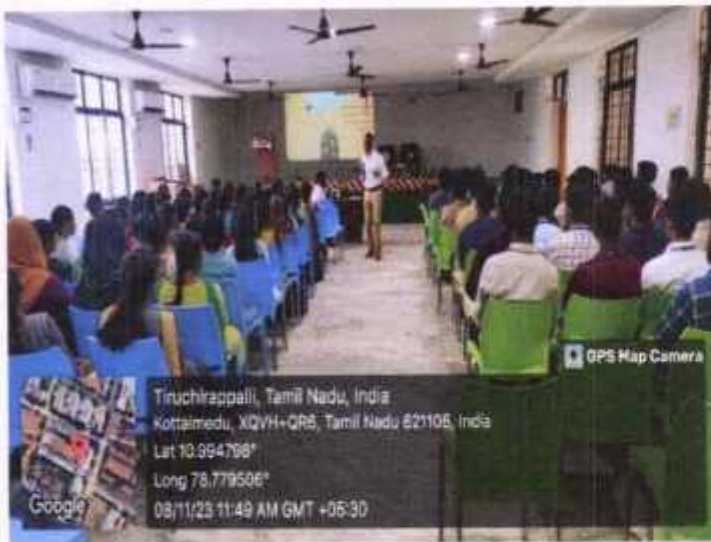 GPS Map Camera
Tiruchirappalli, Tamil Nadu, India
Kottaimedu, XQVH+QR6, Tamil Nadu 621105, India
Lat 10.994798°
Long 78.779506°
08/11/23 11:49 AM GMT +05:30
Google